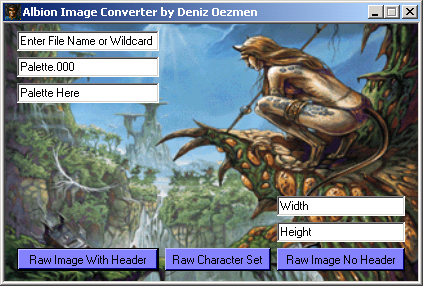 Albion Image Converter by Deniz Oezmen
Enter File Name or Wildcard
Palette.000
Palette Here
Width
Height
Raw Image With Header
Raw Character Set
Raw Image No Header